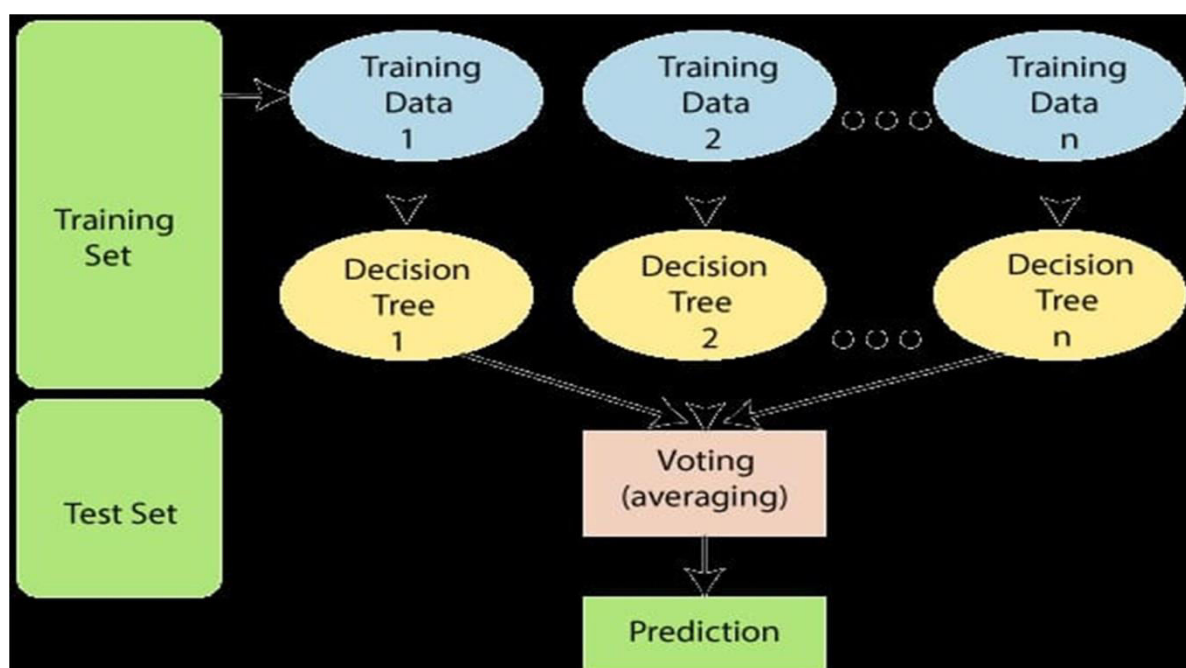 Training
Set
Training
Data
1
Training
Data
2
Training
Data
n
Decision
Tree
1
Decision
Tree
2
Decision
Tree
n
Test Set
Voting
(averaging)
Prediction